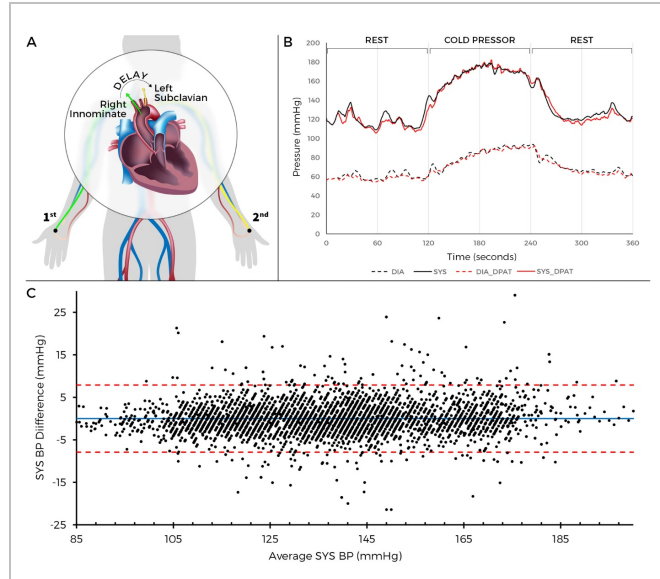 A
DELAY
Left
Subclavian
Right
Innominate
1st
2nd
B
REST COLD PRESSOR REST
Pressure (mmHg)
200
180
160
140
120
100
80
60
40
20
0
0 60 120 180 240 300 360
Time (seconds)
DIA SYS DIA_DPAT SYS_DPAT
C
SYS BP Diifference (mmHg)
25
15
5
-5
-15
-25
85 105 125 145 165 185
Average SYS BP (mmHg)